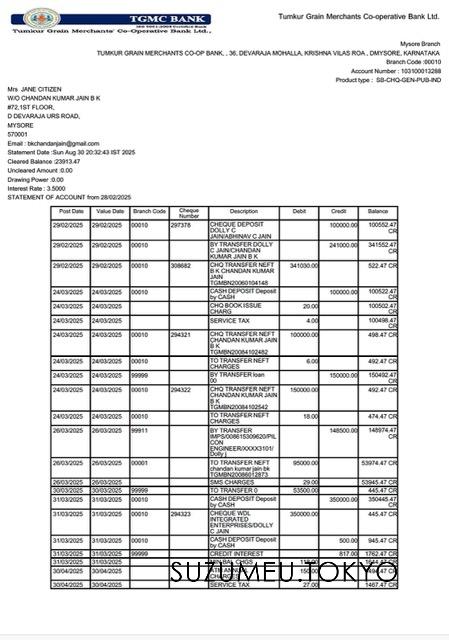 TGMC BANK
Tumkur Grain Merchants' Co-operative Bank Ltd.,
Tumkur Grain Merchants Co-operative Bank Ltd.
Mysore Branch
TUMKUR GRAIN MERCHANTS CO-OP BANK, , 36, DEVARAJA MOHALLA, KRISHNA VILAS ROA , DMYSORE, KARNATAKA
Branch Code :00010
Account Number : 103100013288
Product type : SB-CHQ-GEN-PUB-IND
Mrs JANE CITIZEN
W/O CHANDAN KUMAR JAIN B K
#72,1ST FLOOR,
D DEVARAJA URS ROAD,
MYSORE
570001
Email : bkchandanjain@gmail.com
Statement Date :Sun Aug 30 20:32:43 IST 2025
Cleared Balance :23913.47
Uncleared Amount :0.00
Drawing Power :0.00
Interest Rate : 3.5000
STATEMENT OF ACCOUNT from 28/02/2025
Post Date Value Date Branch Code Cheque Number Description Debit Credit Balance
29/02/2025 29/02/2025 00010 297378 CHEQUE DEPOSIT 100000.00 100552.47
DOLLY C CR
JAIN/ABHINAV C JAIN
29/02/2025 29/02/2025 00010 BY TRANSFER DOLLY 241000.00 341552.47
C JAIN/CHANDAN CR
KUMAR JAIN B K
29/02/2025 29/02/2025 00010 308682 CHQ TRANSFER NEFT 341030.00 522.47 CR
B K CHANDAN KUMAR
JAIN
TGMBN20060104148
24/03/2025 24/03/2025 00010 CASH DEPOSIT Deposit 100000.00 100522.47
by CASH CR
24/03/2025 24/03/2025 00010 CHQ BOOK ISSUE 20.00 100502.47
CHARG CR
24/03/2025 24/03/2025 00010 SERVICE TAX 4.00 100498.47
CR
24/03/2025 24/03/2025 00010 294321 CHQ TRANSFER NEFT 100000.00 498.47 CR
CHANDAN KUMAR JAIN
B K
TGMBN20084102482
24/03/2025 24/03/2025 00010 TO TRANSFER NEFT 6.00 492.47 CR
CHARGES
24/03/2025 24/03/2025 99999 BY TRANSFER loan 150000.00 150492.47
00 CR
24/03/2025 24/03/2025 00010 294322 CHQ TRANSFER NEFT 150000.00 492.47 CR
CHANDAN KUMAR JAIN
B K
TGMBN20084102542
24/03/2025 24/03/2025 00010 TO TRANSFER NEFT 18.00 474.47 CR
CHARGES
26/03/2025 26/03/2025 99911 BY TRANSFER 148500.00 148974.47
IMPS/008615309620/PIL CR
CON
ENGINEER/XXXX3101/
Dolly j
26/03/2025 26/03/2025 00001 TO TRANSFER NEFT 95000.00 53974.47 CR
chandan kumar jain bk
TGMBN20086012873
26/03/2025 26/03/2025 00010 SMS CHARGES 29.00 53945.47 CR
30/03/2025 30/03/2025 99999 TO TRANSFER 0 53500.00 445.47 CR
31/03/2025 31/03/2025 00010 CASH DEPOSIT Deposit 350000.00 350445.47
by CASH CR
31/03/2025 31/03/2025 00010 294323 CHEQUE WDL 350000.00 445.47 CR
INTEGRATED
ENTERPRISES/DOLLY
C JAIN
31/03/2025 31/03/2025 00010 CASH DEPOSIT Deposit 500.00 945.47 CR
by CASH
31/03/2025 31/03/2025 99999 CREDIT INTEREST 817.00 1762.47 CR
31/03/2025 31/03/2025 00010 MIN BAL CHGS CR
30/04/2025 30/04/2025 00010 ATM ANNUAL CR
CHARGES
30/04/2025 30/04/2025 00010 SERVICE TAX 27.00 1467.47 CR
SUZUMEU.TOKYO